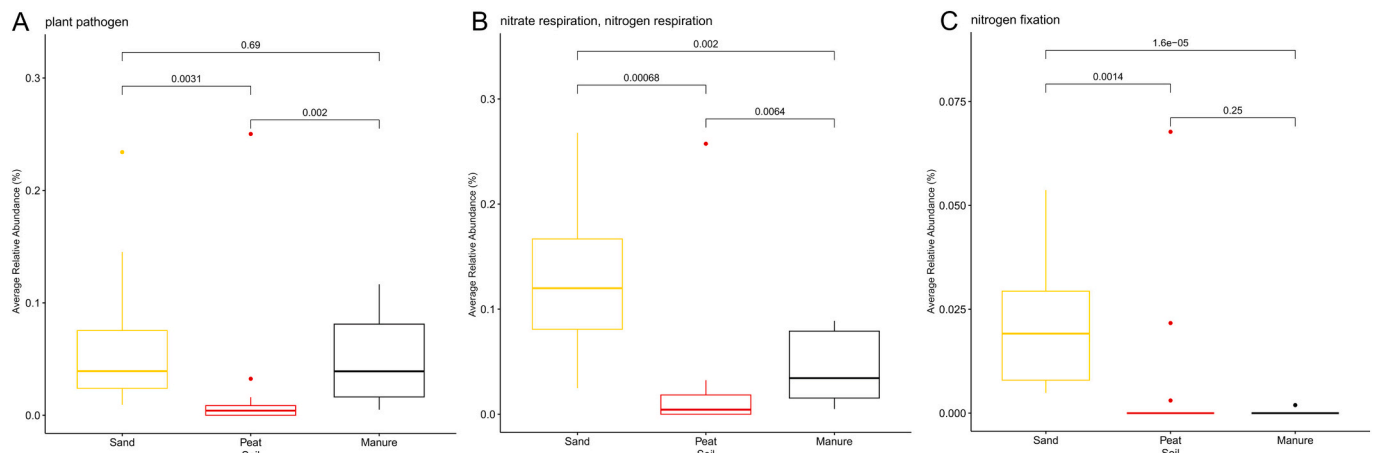 A plant pathogen
0.69
0.0031
0.002
0.3
0.2
0.1
0.0
Average Relative Abundance (%)
Sand Peat Manure
Soil
B nitrate respiration, nitrogen respiration
0.002
0.00068
0.0064
0.3
0.2
0.1
0.0
Average Relative Abundance (%)
Sand Peat Manure
Soil
C nitrogen fixation
1.6e−05
0.0014
0.25
0.075
0.050
0.025
0.000
Average Relative Abundance (%)
Sand Peat Manure
Soil